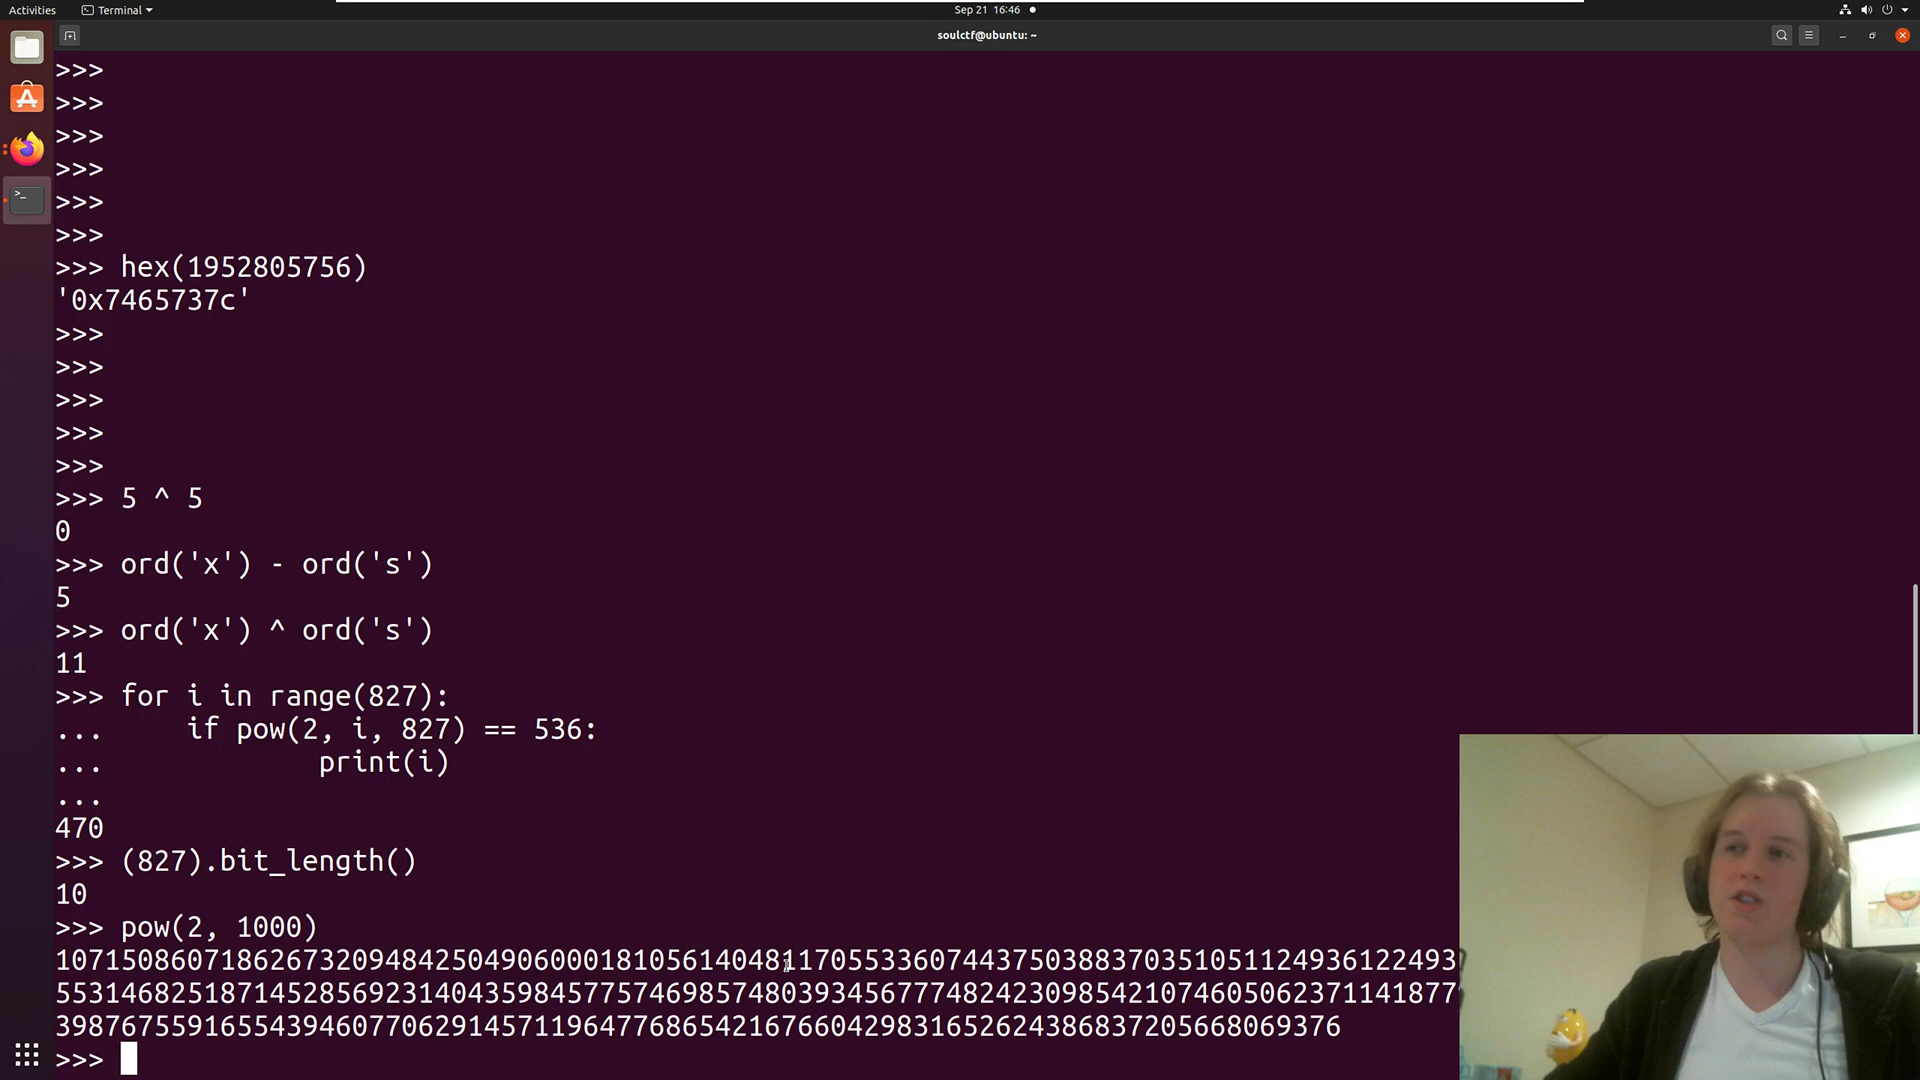 Activities
Terminal
Sep 21 16:46
soulctf@ubuntu: ~
>>>
>>>
>>>
>>>
>>>
>>>
>>> hex(1952805756)
'0x7465737c'
>>>
>>>
>>>
>>>
>>>
>>> 5 ^ 5
0
>>> ord('x') - ord('s')
5
>>> ord('x') ^ ord('s')
11
>>> for i in range(827):
...     if pow(2, i, 827) == 536:
...             print(i)
...
470
>>> (827).bit_length()
10
>>> pow(2, 1000)
10715086071862673209484250490600018105614048117055336074437503883703510511249361224931
5531468251871452856923140435984577574698574803934567774824230985421074605062371141877
39876755916554394607706291457119647768654216766042983165262438683720566806937​6
>>>